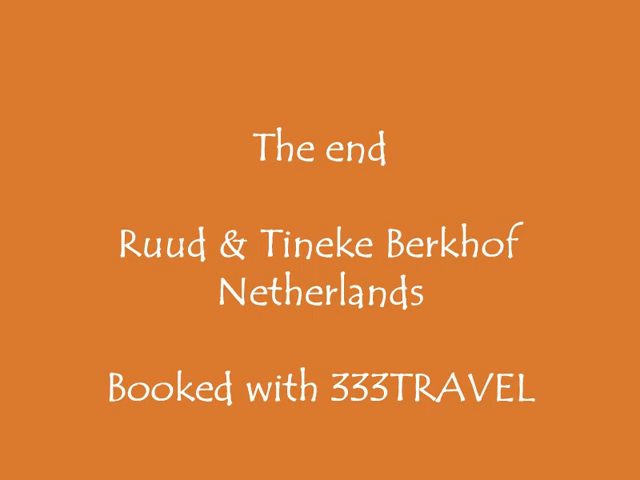 The end
Ruud & Tineke Berkhof
Netherlands
Booked with 333TRAVEL